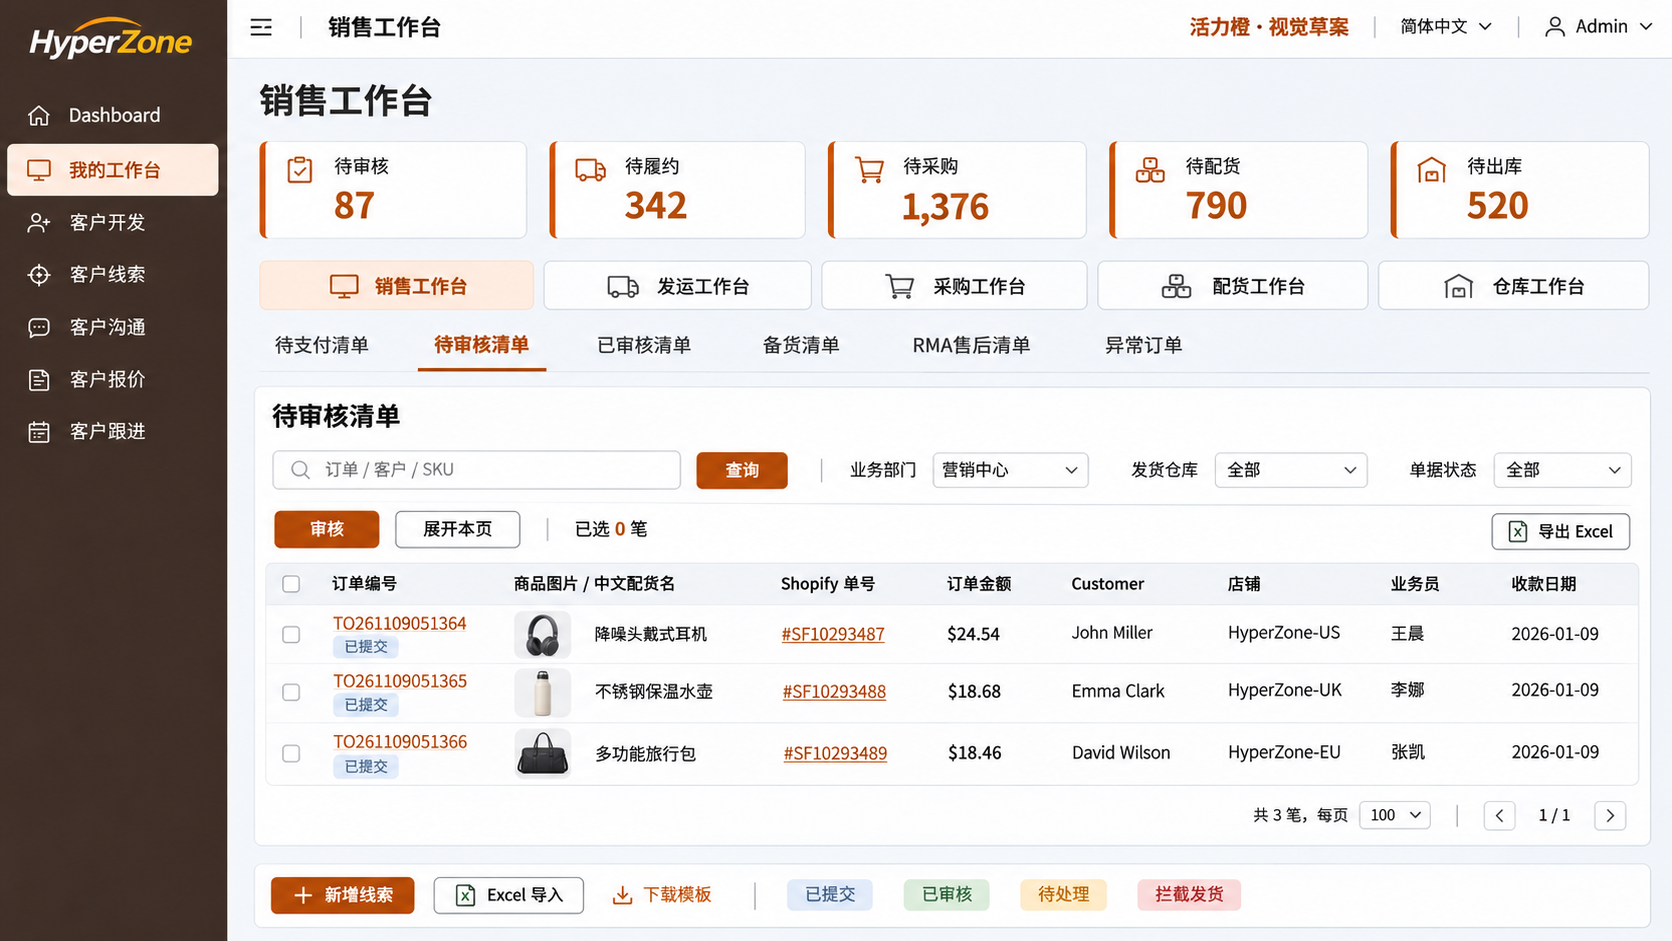 HyperZone
销售工作台
活力橙·视觉草案
简体中文
Admin
Dashboard
我的工作台
客户开发
客户线索
客户沟通
客户报价
客户跟进
销售工作台
待审核
87
待履约
342
待采购
1,376
待配货
790
待出库
520
销售工作台
发运工作台
采购工作台
配货工作台
仓库工作台
待支付清单
待审核清单
已审核清单
备货清单
RMA售后清单
异常订单
待审核清单
订单 / 客户 / SKU
查询
业务部门
营销中心
发货仓库
全部
单据状态
全部
审核
展开本页
已选 0 笔
导出 Excel
订单编号
商品图片 / 中文配货名
Shopify 单号
订单金额
Customer
店铺
业务员
收款日期
TO261109051364
已提交
降噪头戴式耳机
#SF10293487
$24.54
John Miller
HyperZone-US
王晨
2026-01-09
TO261109051365
已提交
不锈钢保温水壶
#SF10293488
$18.68
Emma Clark
HyperZone-UK
李娜
2026-01-09
TO261109051366
已提交
多功能旅行包
#SF10293489
$18.46
David Wilson
HyperZone-EU
张凯
2026-01-09
共 3 笔，每页
100
1 / 1
新增线索
Excel 导入
下载模板
已提交
已审核
待处理
拦截发货